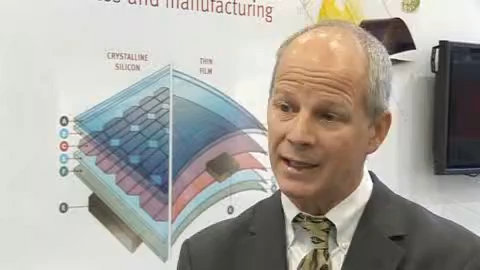 and manufacturing
CRYSTALLINE
SILICON
THIN
FILM
A
C